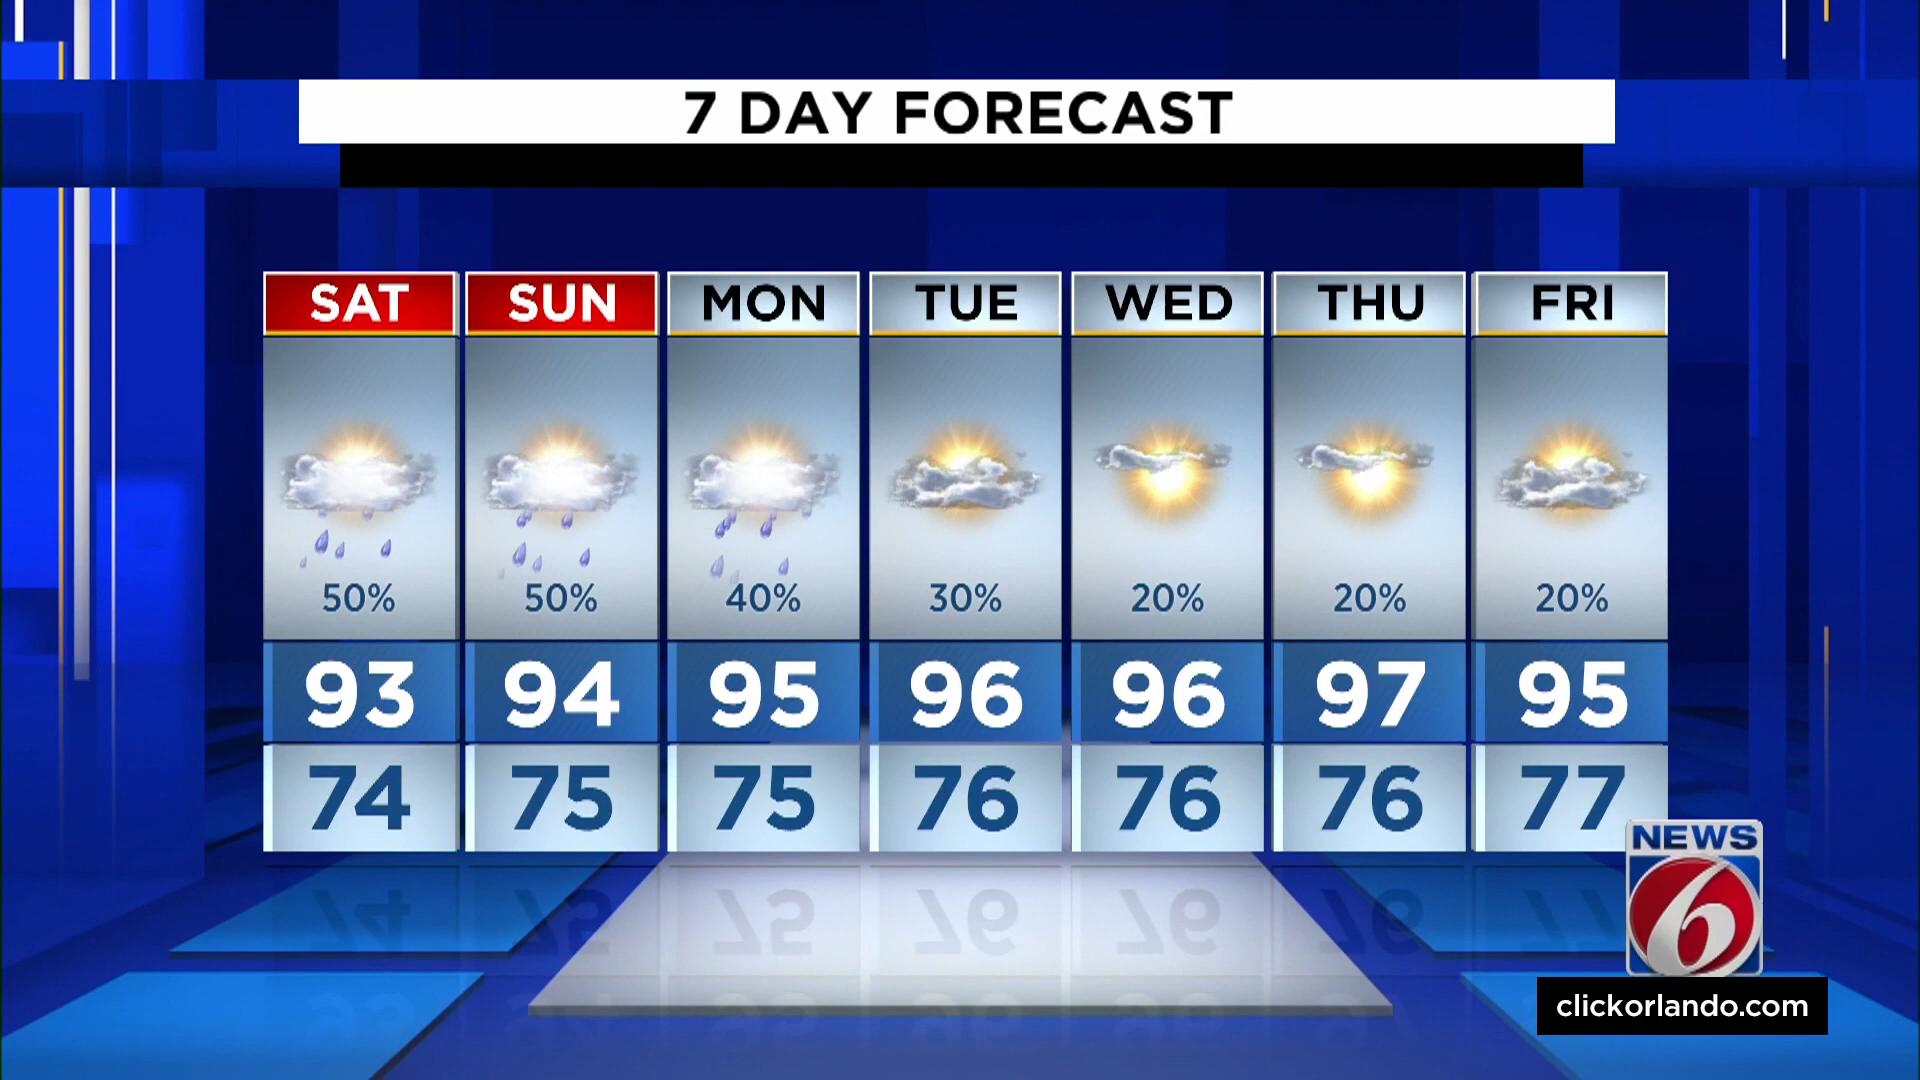 7 DAY FORECAST
SAT SUN MON TUE WED THU FRI
50% 50% 40% 30% 20% 20% 20%
93 94 95 96 96 97 95
74 75 75 76 76 76 77
NEWS
6
clickorlando.com